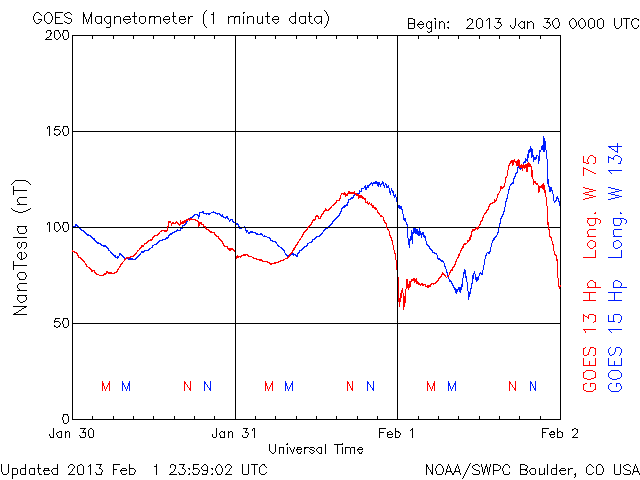 GOES Magnetometer (1 minute data)
Begin: 2013 Jan 30 0000 UTC
200
150
100
50
0
NanoTesla (nT)
M M N N M M N N M M N N
Jan 30 Jan 31 Feb 1 Feb 2
Universal Time
GOES 13 Hp Long. W 75
GOES 15 Hp Long. W 134
Updated 2013 Feb 1 23:59:02 UTC
NOAA/SWPC Boulder, CO USA